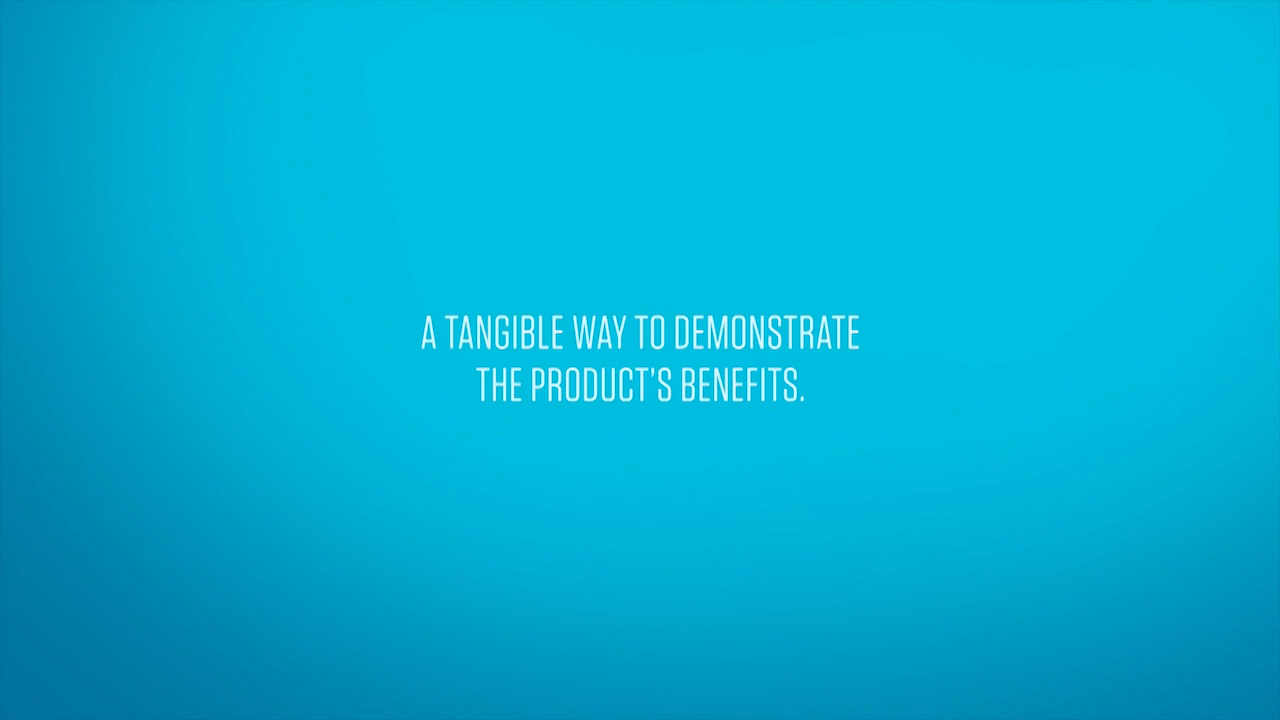 A TANGIBLE WAY TO DEMONSTRATE
THE PRODUCT’S BENEFITS.